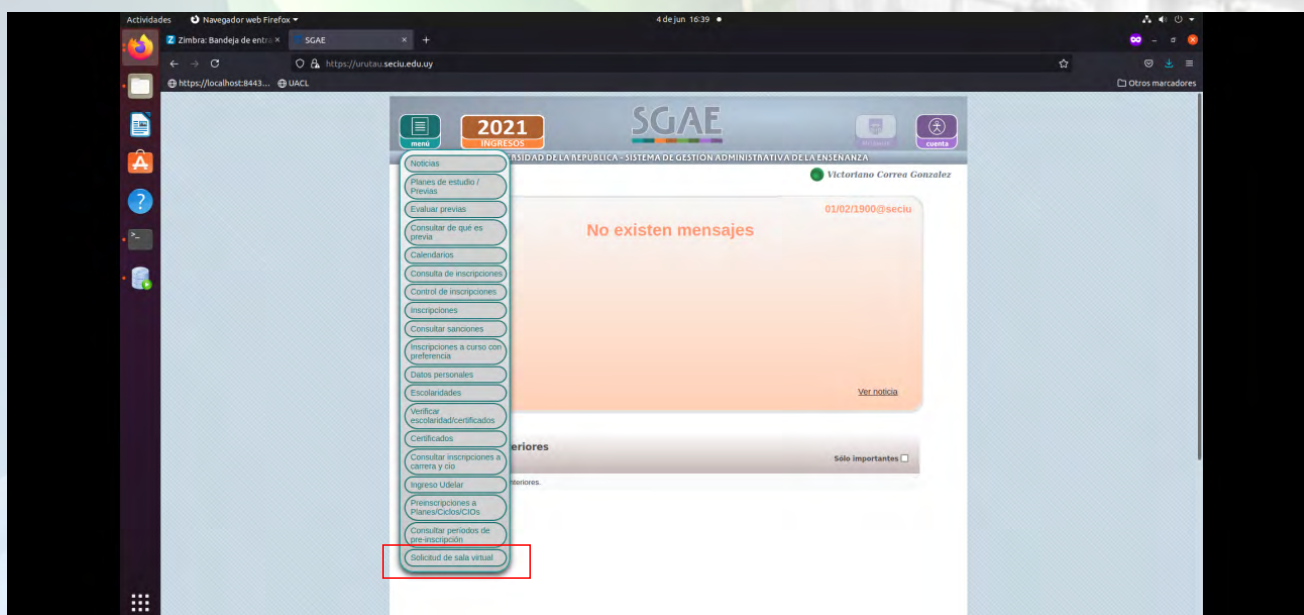 Actividades
Navegador web Firefox
4 de jun 16:39
Zimbra: Bandeja de entra
SGAE
https://urutau.seciu.edu.uy
https://localhost:8443...
UACL
Otros marcadores
menú
2021
INGRESOS
SGAE
cuenta
RSIDAD DE LA REPÚBLICA - SISTEMA DE GESTIÓN ADMINISTRATIVA DE LA ENSEÑANZA
Victoriano Correa Gonzalez
Noticias
Planes de estudio /
Previas
Evaluar previas
Consultar de qué es
previa
Calendarios
Consulta de inscripciones
Control de inscripciones
Inscripciones
Consultar sanciones
Inscripciones a curso con
preferencia
Datos personales
Escolaridades
Verificar
escolaridad/certificados
Certificados
Consultar inscripciones a
carrera y cio
Ingreso Udelar
Preinscripciones a
Planes/Ciclos/CIOs
Consultar períodos de
pre-inscripción
Solicitud de sala virtual
01/02/1900@seciu
No existen mensajes
Ver noticia
eriores
Sólo importantes
nteriores.